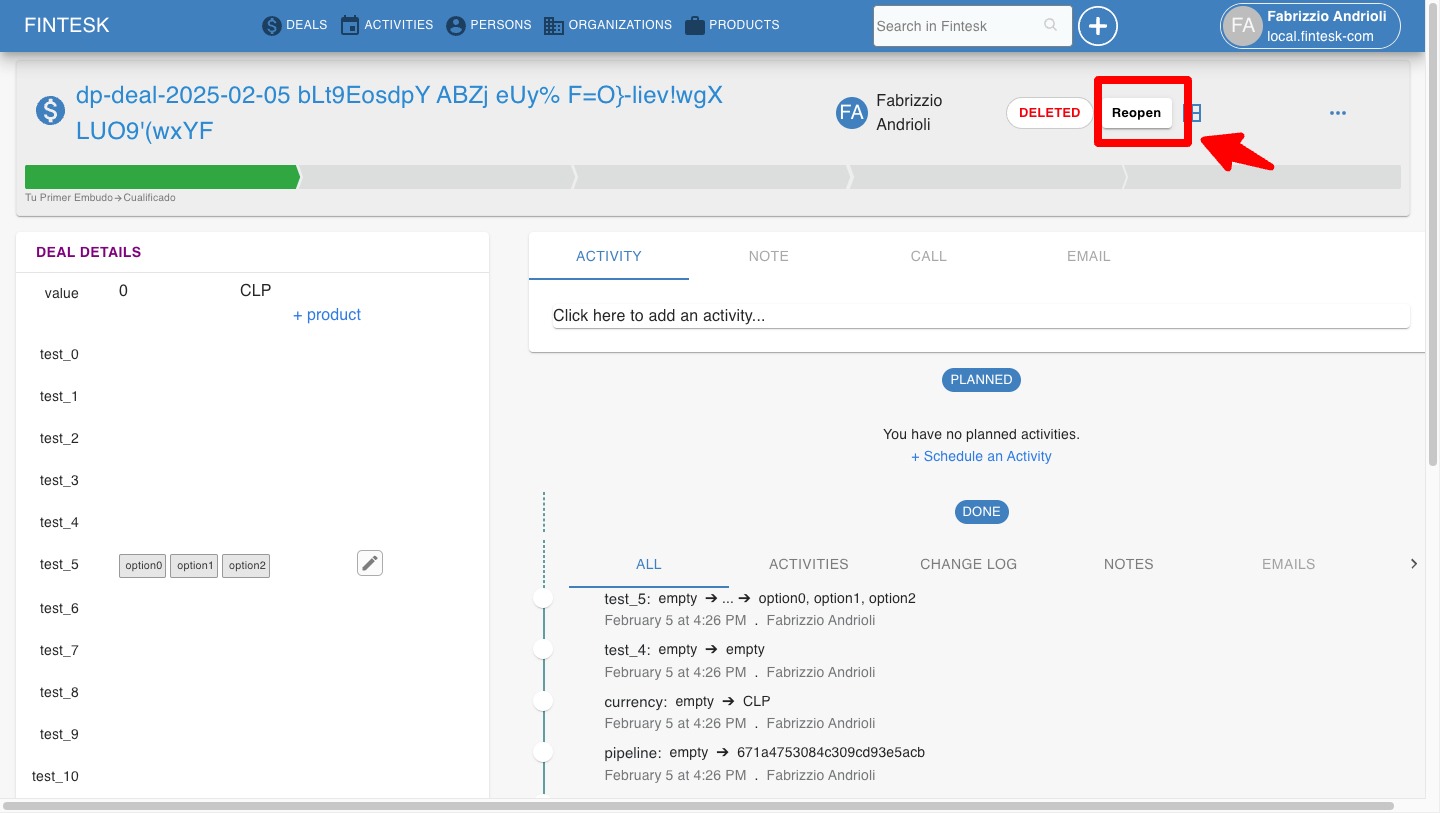 FINTESK
DEALS
ACTIVITIES
PERSONS
ORGANIZATIONS
PRODUCTS
Search in Fintesk
FA
Fabrizzio Andrioli
local.fintesk-com
dp-deal-2025-02-05 bLt9EosdpY ABZj eUy% F=O}-liev!wgX
LUO9'(wxYF
FA
Fabrizzio
Andrioli
DELETED
Reopen
Tu Primer Embudo→Cualificado
DEAL DETAILS
value 0 CLP
+ product
test_0
test_1
test_2
test_3
test_4
test_5 option0 option1 option2
test_6
test_7
test_8
test_9
test_10
ACTIVITY NOTE CALL EMAIL
Click here to add an activity...
PLANNED
You have no planned activities.
+ Schedule an Activity
DONE
ALL ACTIVITIES CHANGE LOG NOTES EMAILS
test_5: empty → ... → option0, option1, option2
February 5 at 4:26 PM . Fabrizzio Andrioli
test_4: empty → empty
February 5 at 4:26 PM . Fabrizzio Andrioli
currency: empty → CLP
February 5 at 4:26 PM . Fabrizzio Andrioli
pipeline: empty → 671a4753084c309cd93e5acb
February 5 at 4:26 PM . Fabrizzio Andrioli